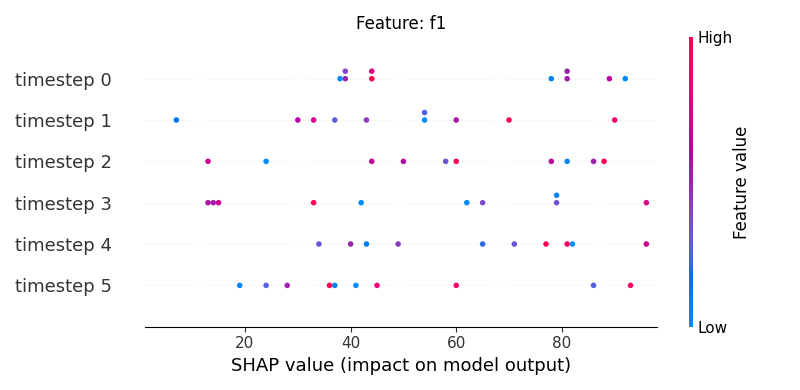 Feature: f1
High
timestep 0
timestep 1
timestep 2
timestep 3
timestep 4
timestep 5
Feature value
Low
20 40 60 80
SHAP value (impact on model output)